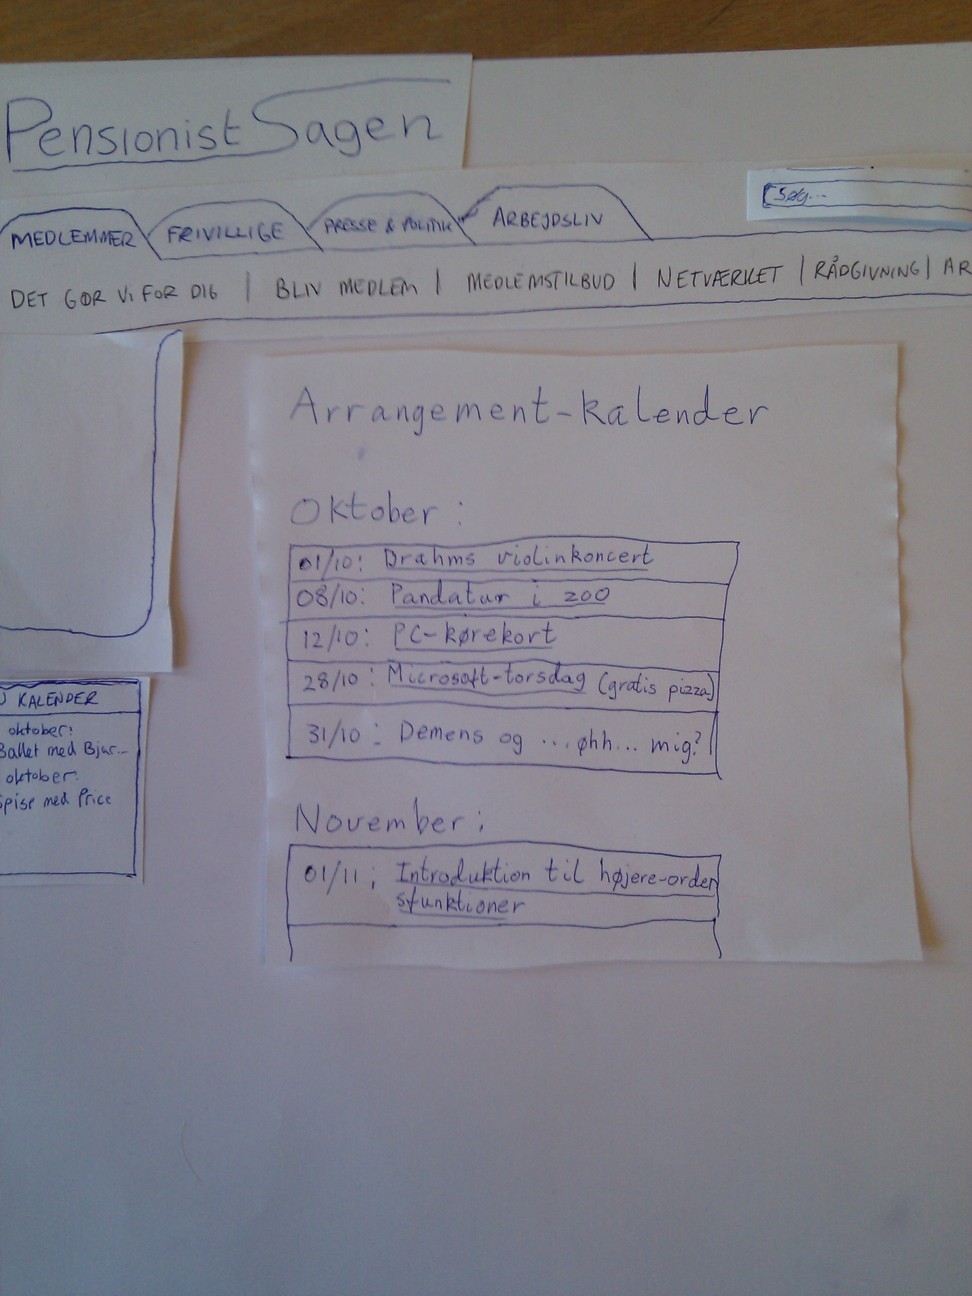 PensionistSagen
Søg...
MEDLEMMER FRIVILLIGE PRESSE & POLITIK ARBEJDSLIV
DET GØR VI FOR DIG | BLIV MEDLEM | MEDLEMSTILBUD | NETVÆRKET | RÅDGIVNING | AR
Arrangement-kalender
Oktober:
01/10: Brahms violinkoncert
08/10: Pandatur i zoo
12/10: PC-kørekort
28/10: Microsoft-torsdag (gratis pizza)
31/10: Demens og ...øhh... mig?
November:
01/11: Introduktion til højere-orden
sfunktioner
KALENDER
oktober:
Ballet med Bjar...
oktober:
Spise med Price